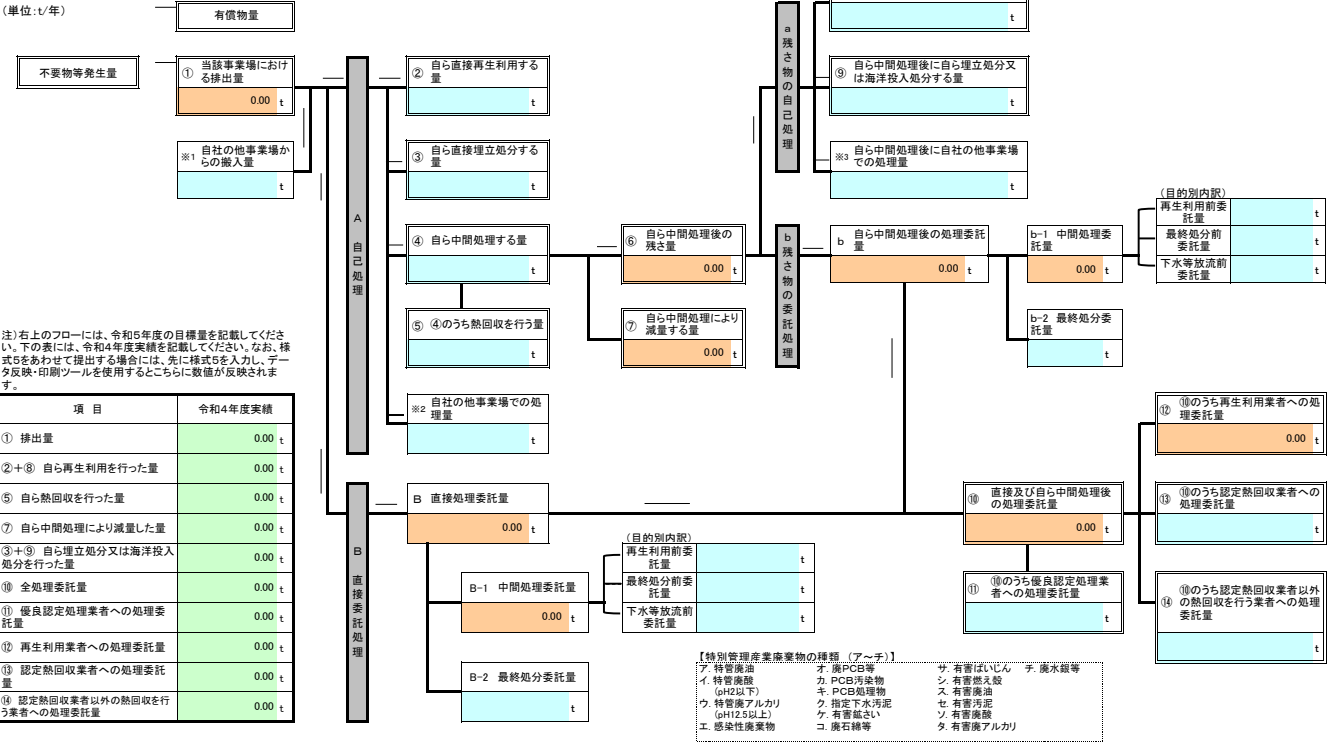 (単位:t/年)
有償物量
不要物等発生量
① 当該事業場におけ
る排出量
0.00 t
※1 自社の他事業場か
らの搬入量
t
A
自己処理
② 自ら直接再生利用する
量
t
③ 自ら直接埋立処分する
量
t
④ 自ら中間処理する量
t
⑤ ④のうち熱回収を行う量
t
※2 自社の他事業場での処
理量
t
⑥ 自ら中間処理後の
残さ量
0.00 t
⑦ 自ら中間処理により
減量する量
0.00 t
a
残さ物の自己処理
t
⑨ 自ら中間処理後に自ら埋立処分又
は海洋投入処分する量
t
※3 自ら中間処理後に自社の他事業場
での処理量
t
b
残さ物の委託処理
b 自ら中間処理後の処理委託
量
0.00 t
b-1 中間処理委
託量
0.00 t
(目的別内訳)
再生利用前委
託量
t
最終処分前
委託量
t
下水等放流前
委託量
t
b-2 最終処分委
託量
t
注)右上のフローには、令和5年度の目標量を記載してくださ
い。下の表には、令和4年度実績を記載してください。なお、様
式5をあわせて提出する場合には、先に様式5を入力し、デー
タ反映・印刷ツールを使用するとこちらに数値が反映されま
す。
項 目 令和4年度実績
① 排出量 0.00 t
②+⑧ 自ら再生利用を行った量 0.00 t
⑤ 自ら熱回収を行った量 0.00 t
⑦ 自ら中間処理により減量した量 0.00 t
③+⑨ 自ら埋立処分又は海洋投入
処分を行った量 0.00 t
⑩ 全処理委託量 0.00 t
⑪ 優良認定処理業者への処理委
託量 0.00 t
⑫ 再生利用業者への処理委託量 0.00 t
⑬ 認定熱回収業者への処理委託
量 0.00 t
⑭ 認定熱回収業者以外の熱回収を行
う業者への処理委託量 0.00 t
B
直接委託処理
B 直接処理委託量
0.00 t
B-1 中間処理委託量
0.00 t
(目的別内訳)
再生利用前委
託量
t
最終処分前委
託量
t
下水等放流前
委託量
t
B-2 最終処分委託量
t
⑩ 直接及び自ら中間処理後
の処理委託量
0.00 t
⑪ ⑩のうち優良認定処理業
者への処理委託量
t
⑫ ⑩のうち再生利用業者への処
理委託量
0.00 t
⑬ ⑩のうち認定熱回収業者への
処理委託量
t
⑭ ⑩のうち認定熱回収業者以外
の熱回収を行う業者への処理
委託量
t
【特別管理産業廃棄物の種類 (ア~チ)】
ア. 特管廃油 オ. 廃PCB等 サ. 有害ばいじん チ. 廃水銀等
イ. 特管廃酸 カ. PCB汚染物 シ. 有害燃え殻
(pH2以下) キ. PCB処理物 ス. 有害廃油
ウ. 特管廃アルカリ ク. 指定下水汚泥 セ. 有害汚泥
(pH12.5以上) ケ. 有害鉱さい ソ. 有害廃酸
エ. 感染性廃棄物 コ. 廃石綿等 タ. 有害廃アルカリ